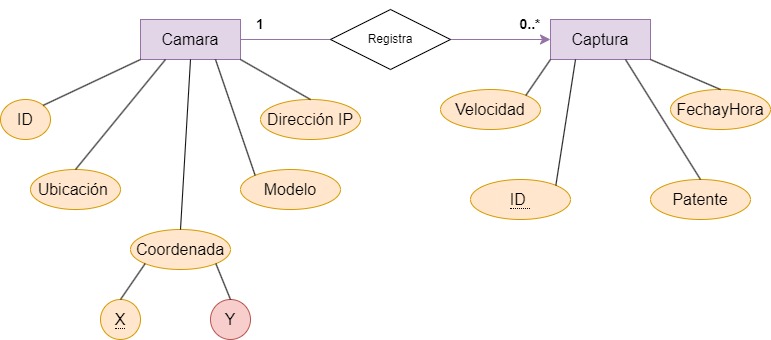 1
0..*
Camara
Registra
Captura
ID
Dirección IP
Velocidad
FechayHora
Ubicación
Modelo
ID
Patente
Coordenada
X
Y